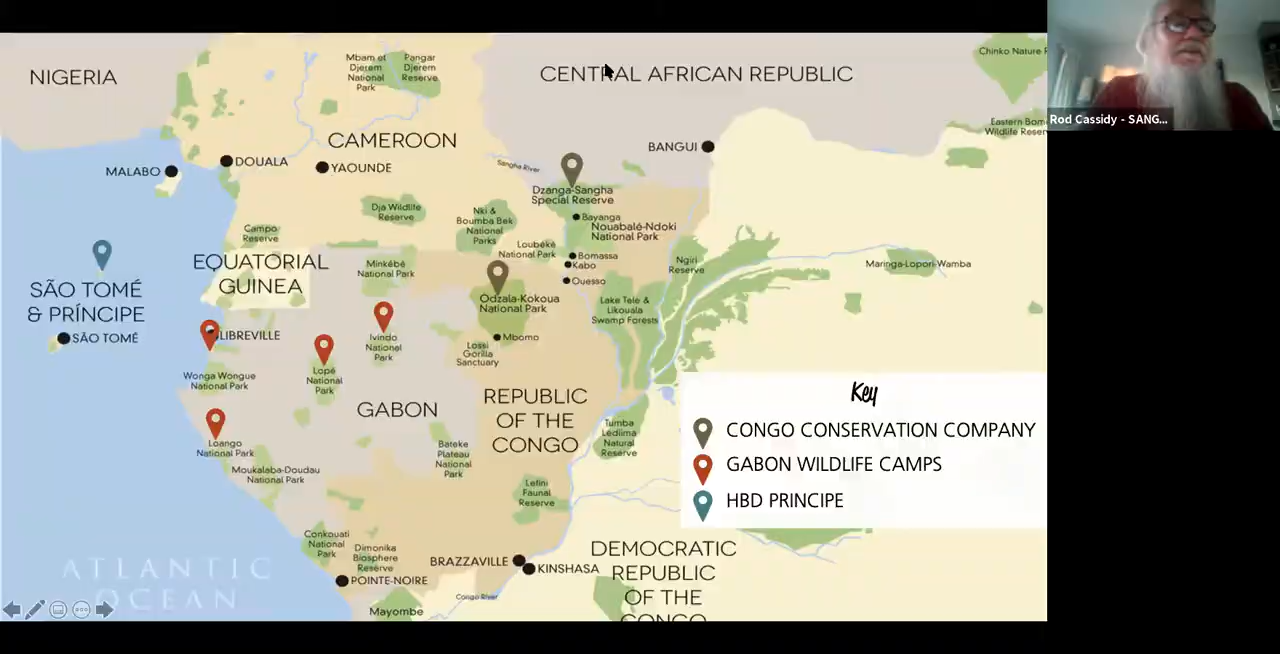 NIGERIA
Mbam et
Djerem
National
Park
Pangar
Djerem
Reserve
CENTRAL AFRICAN REPUBLIC
Chinko Nature
Rod Cassidy - SANG...
Eastern
Wildlife
CAMEROON
BANGUI
MALABO
DOUALA
YAOUNDE
Sangha River
Dzanga-Sangha
Special Reserve
Bayanga
Dja Wildlife
Reserve
Nki &
Boumba Bek
National
Parks
Nouabalé-Ndoki
National Park
Campo
Reserve
Loubéké
National Park
Bomassa
Kabo
Ouesso
EQUATORIAL
GUINEA
Minkébé
National Park
Ngiri
Reserve
Maringa-Lopori-Wamba
SÃO TOMÉ
& PRÍNCIPE
SÃO TOMÉ
Odzala-Kokoua
National Park
Lake Tele &
Likouala
Swamp Forests
LIBREVILLE
Ivindo
National
Park
Mbomo
Lossi
Gorilla
Sanctuary
Wonga Wongue
National Park
Lopé
National
Park
GABON
REPUBLIC
OF THE
CONGO
Key
CONGO CONSERVATION COMPANY
GABON WILDLIFE CAMPS
HBD PRINCIPE
Loango
National Park
Moukalaba-Doudau
National Park
Bateke
Plateau
National
Park
Tumba
Lediima
Natural
Reserve
Lefini
Faunal
Reserve
Conkouati
National
Park
Dimonika
Biosphere
Reserve
BRAZZAVILLE
KINSHASA
DEMOCRATIC
REPUBLIC
OF THE
CONGO
ATLANTIC
OCEAN
POINTE-NOIRE
Congo River
Mayombe